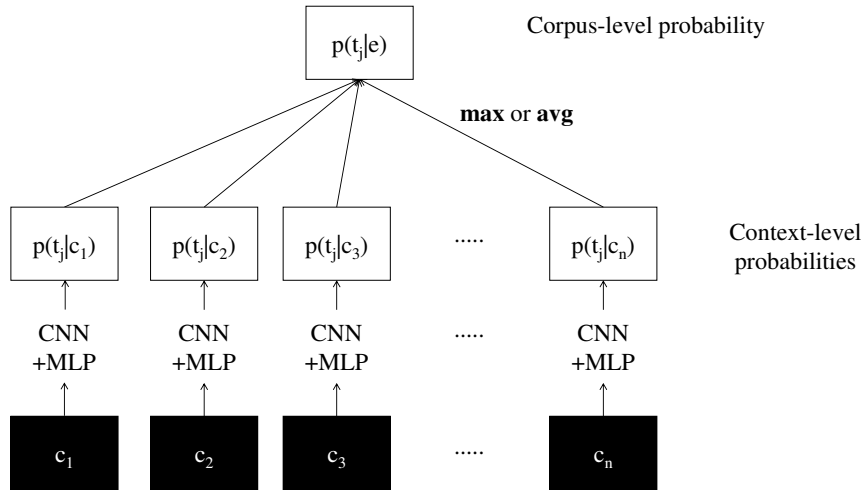 p(t_j|e)
Corpus-level probability
max or avg
p(t_j|c_1) p(t_j|c_2) p(t_j|c_3) ..... p(t_j|c_n)
Context-level
probabilities
CNN CNN CNN ..... CNN
+MLP +MLP +MLP +MLP
c_1 c_2 c_3 ..... c_n